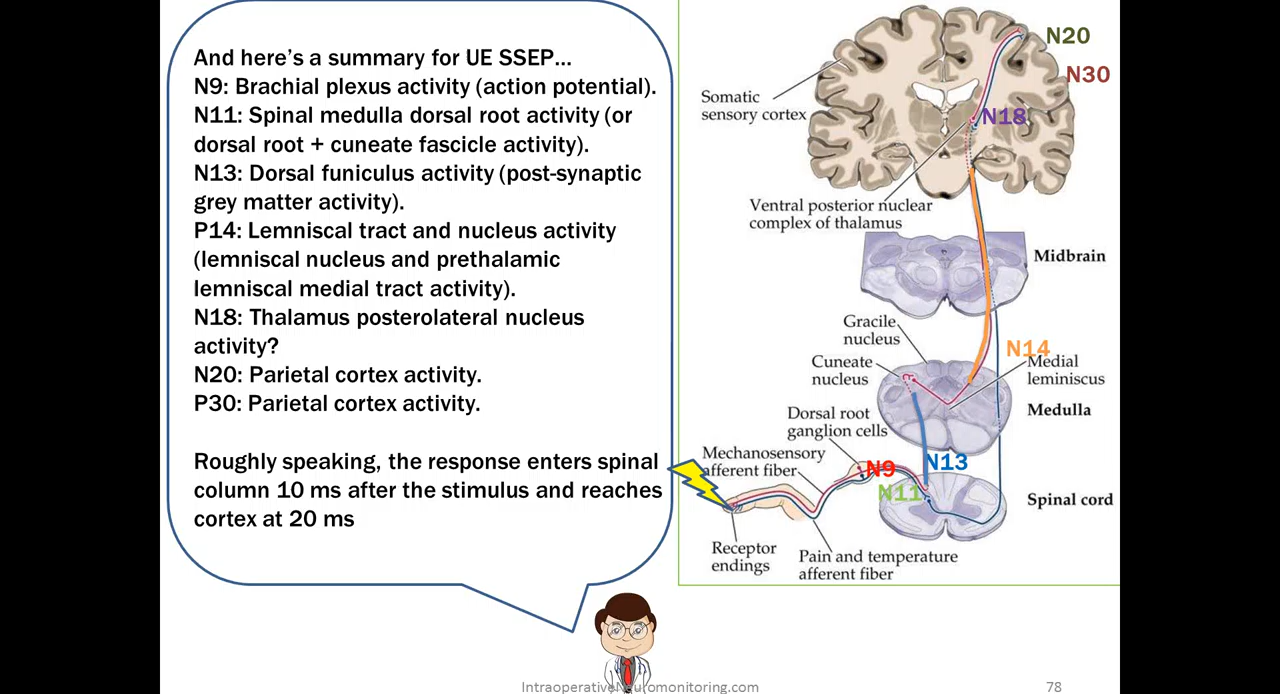 And here's a summary for UE SSEP...
N9: Brachial plexus activity (action potential).
N11: Spinal medulla dorsal root activity (or
dorsal root + cuneate fascicle activity).
N13: Dorsal funiculus activity (post-synaptic
grey matter activity).
P14: Lemniscal tract and nucleus activity
(lemniscal nucleus and prethalamic
lemniscal medial tract activity).
N18: Thalamus posterolateral nucleus
activity?
N20: Parietal cortex activity.
P30: Parietal cortex activity.
Roughly speaking, the response enters spinal
column 10 ms after the stimulus and reaches
cortex at 20 ms
N20
N30
Somatic
sensory cortex
N18
Ventral posterior nuclear
complex of thalamus
Midbrain
Gracile
nucleus
N14
Cuneate
nucleus
Medial
leminiscus
Medulla
Dorsal root
ganglion cells
Mechanosensory
afferent fiber
N9
N13
N11
Spinal cord
Receptor
endings
Pain and temperature
afferent fiber
IntraoperativeNeuromonitoring.com
78